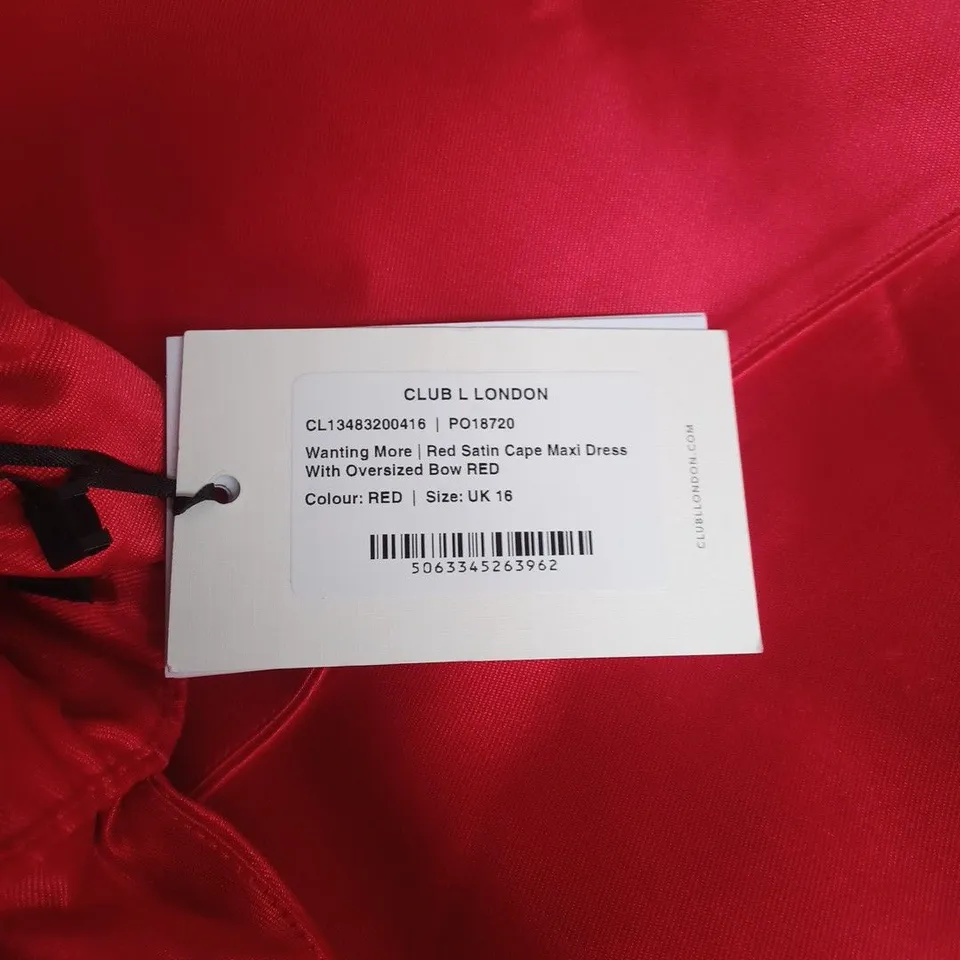 CLUB L LONDON
CL13483200416 | PO18720
Wanting More | Red Satin Cape Maxi Dress
With Oversized Bow RED
Colour: RED | Size: UK 16
5063345263962
CLUBLLONDON.COM